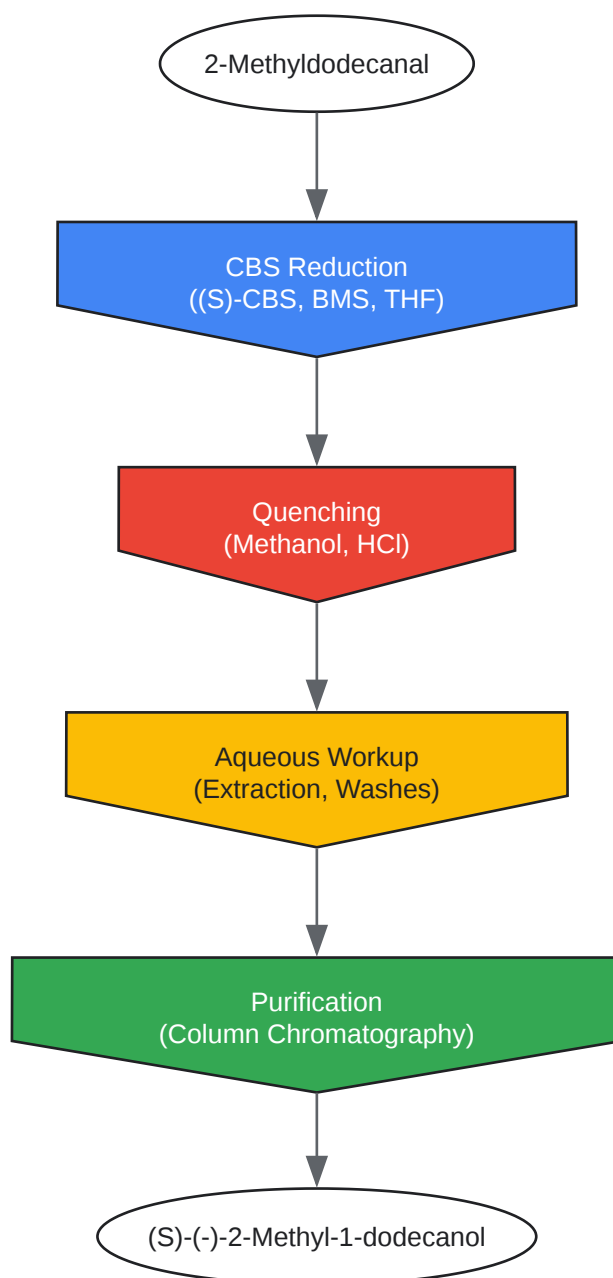 2-Methyldodecanal
CBS Reduction
((S)-CBS, BMS, THF)
Quenching
(Methanol, HCl)
Aqueous Workup
(Extraction, Washes)
Purification
(Column Chromatography)
(S)-(-)-2-Methyl-1-dodecanol